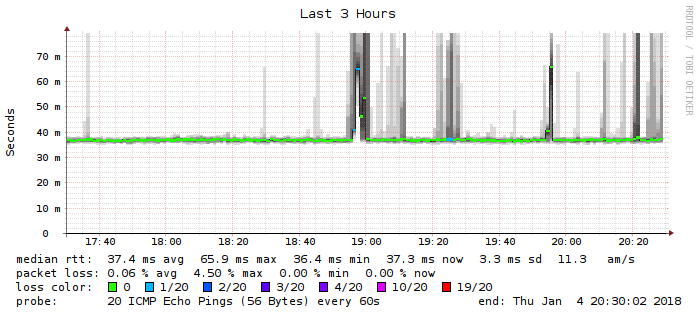 Last 3 Hours
RRDTOOL / TOBI OETIKER
Seconds
70 m
60 m
50 m
40 m
30 m
20 m
10 m
0
17:40 18:00 18:20 18:40 19:00 19:20 19:40 20:00 20:20
median rtt: 37.4 ms avg 65.9 ms max 36.4 ms min 37.3 ms now 3.3 ms sd 11.3 am/s
packet loss: 0.06 % avg 4.50 % max 0.00 % min 0.00 % now
loss color: 0 1/20 2/20 3/20 4/20 10/20 19/20
probe: 20 ICMP Echo Pings (56 Bytes) every 60s end: Thu Jan 4 20:30:02 2018